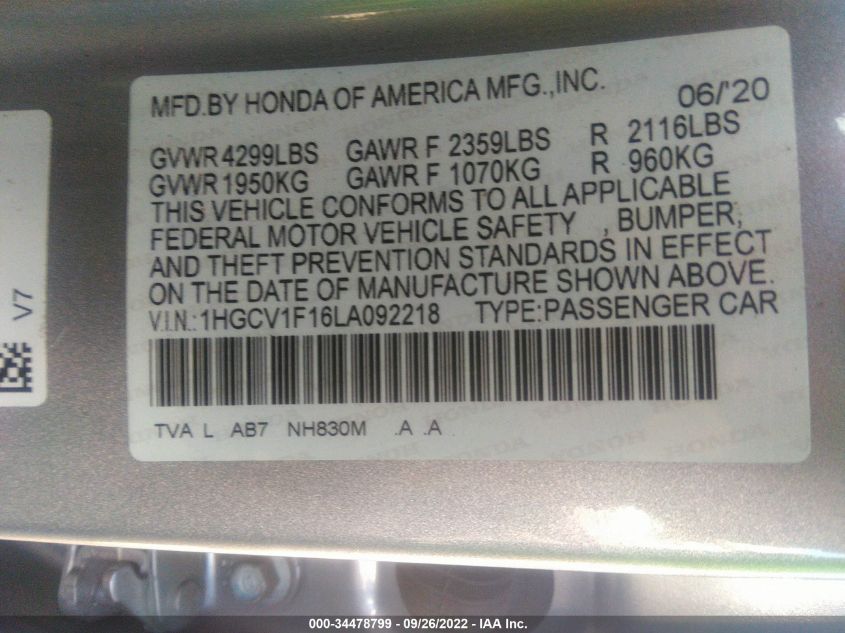 MFD.BY HONDA OF AMERICA MFG.,INC. 06/'20
GVWR 4299LBS GAWR F 2359LBS R 2116LBS
GVWR 1950KG GAWR F 1070KG R 960KG
THIS VEHICLE CONFORMS TO ALL APPLICABLE
FEDERAL MOTOR VEHICLE SAFETY , BUMPER,
AND THEFT PREVENTION STANDARDS IN EFFECT
ON THE DATE OF MANUFACTURE SHOWN ABOVE.
V.I.N.:1HGCV1F16LA092218 TYPE:PASSENGER CAR
TVA L AB7 NH830M .A .A
V7
000-34478799 - 09/26/2022 - IAA Inc.